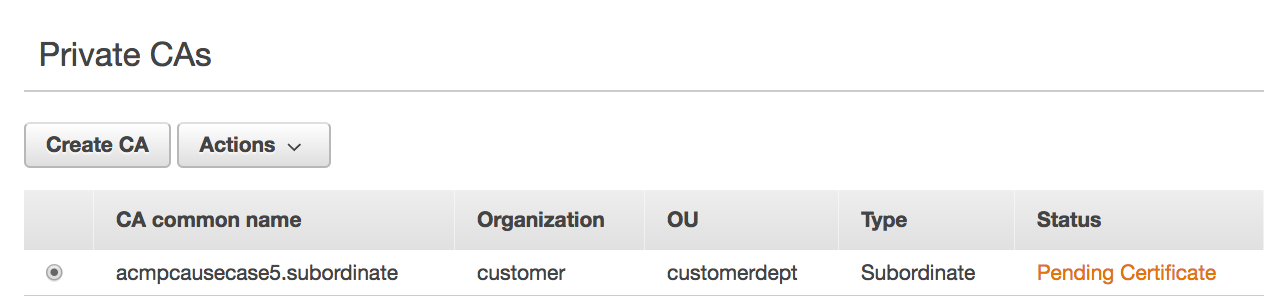 Private CAs
Create CA Actions
CA common name Organization OU Type Status
acmpcausecase5.subordinate customer customerdept Subordinate Pending Certificate